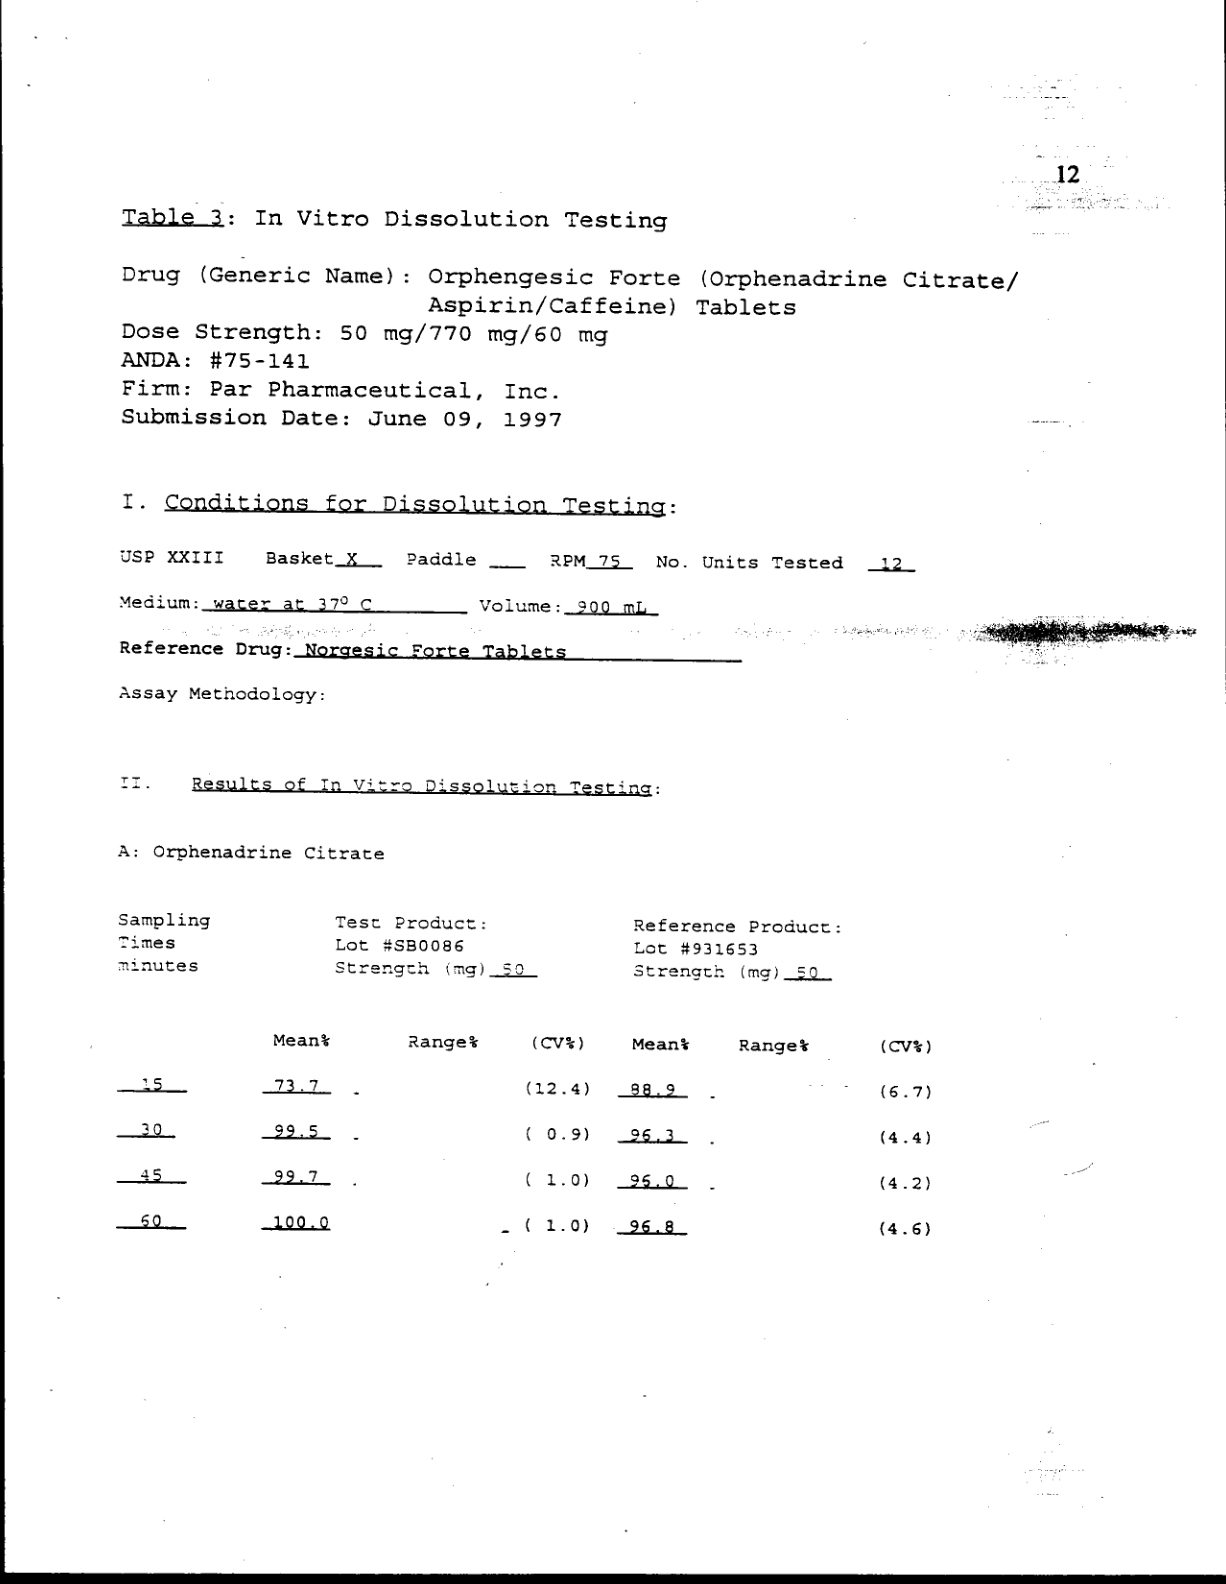 12
Table 3: In Vitro Dissolution Testing
Drug (Generic Name): Orphengesic Forte (Orphenadrine Citrate/
Aspirin/Caffeine) Tablets
Dose Strength: 50 mg/770 mg/60 mg
ANDA: #75-141
Firm: Par Pharmaceutical, Inc.
Submission Date: June 09, 1997
I. Conditions for Dissolution Testing:
USP XXIII Basket X Paddle ___ RPM 75 No. Units Tested 12
Medium: water at 37⁰ C Volume: 900 mL
Reference Drug: Norgesic Forte Tablets
Assay Methodology:
II. Results of In Vitro Dissolution Testing:
A: Orphenadrine Citrate
Sampling Test Product: Reference Product:
Times Lot #SB0086 Lot #931653
minutes Strength (mg) 50 Strength (mg) 50
Mean% Range% (CV%) Mean% Range% (CV%)
15 73.7 (12.4) 88.9 (6.7)
30 99.5 ( 0.9) 96.3 (4.4)
45 99.7 ( 1.0) 96.0 (4.2)
60 100.0 ( 1.0) 96.8 (4.6)